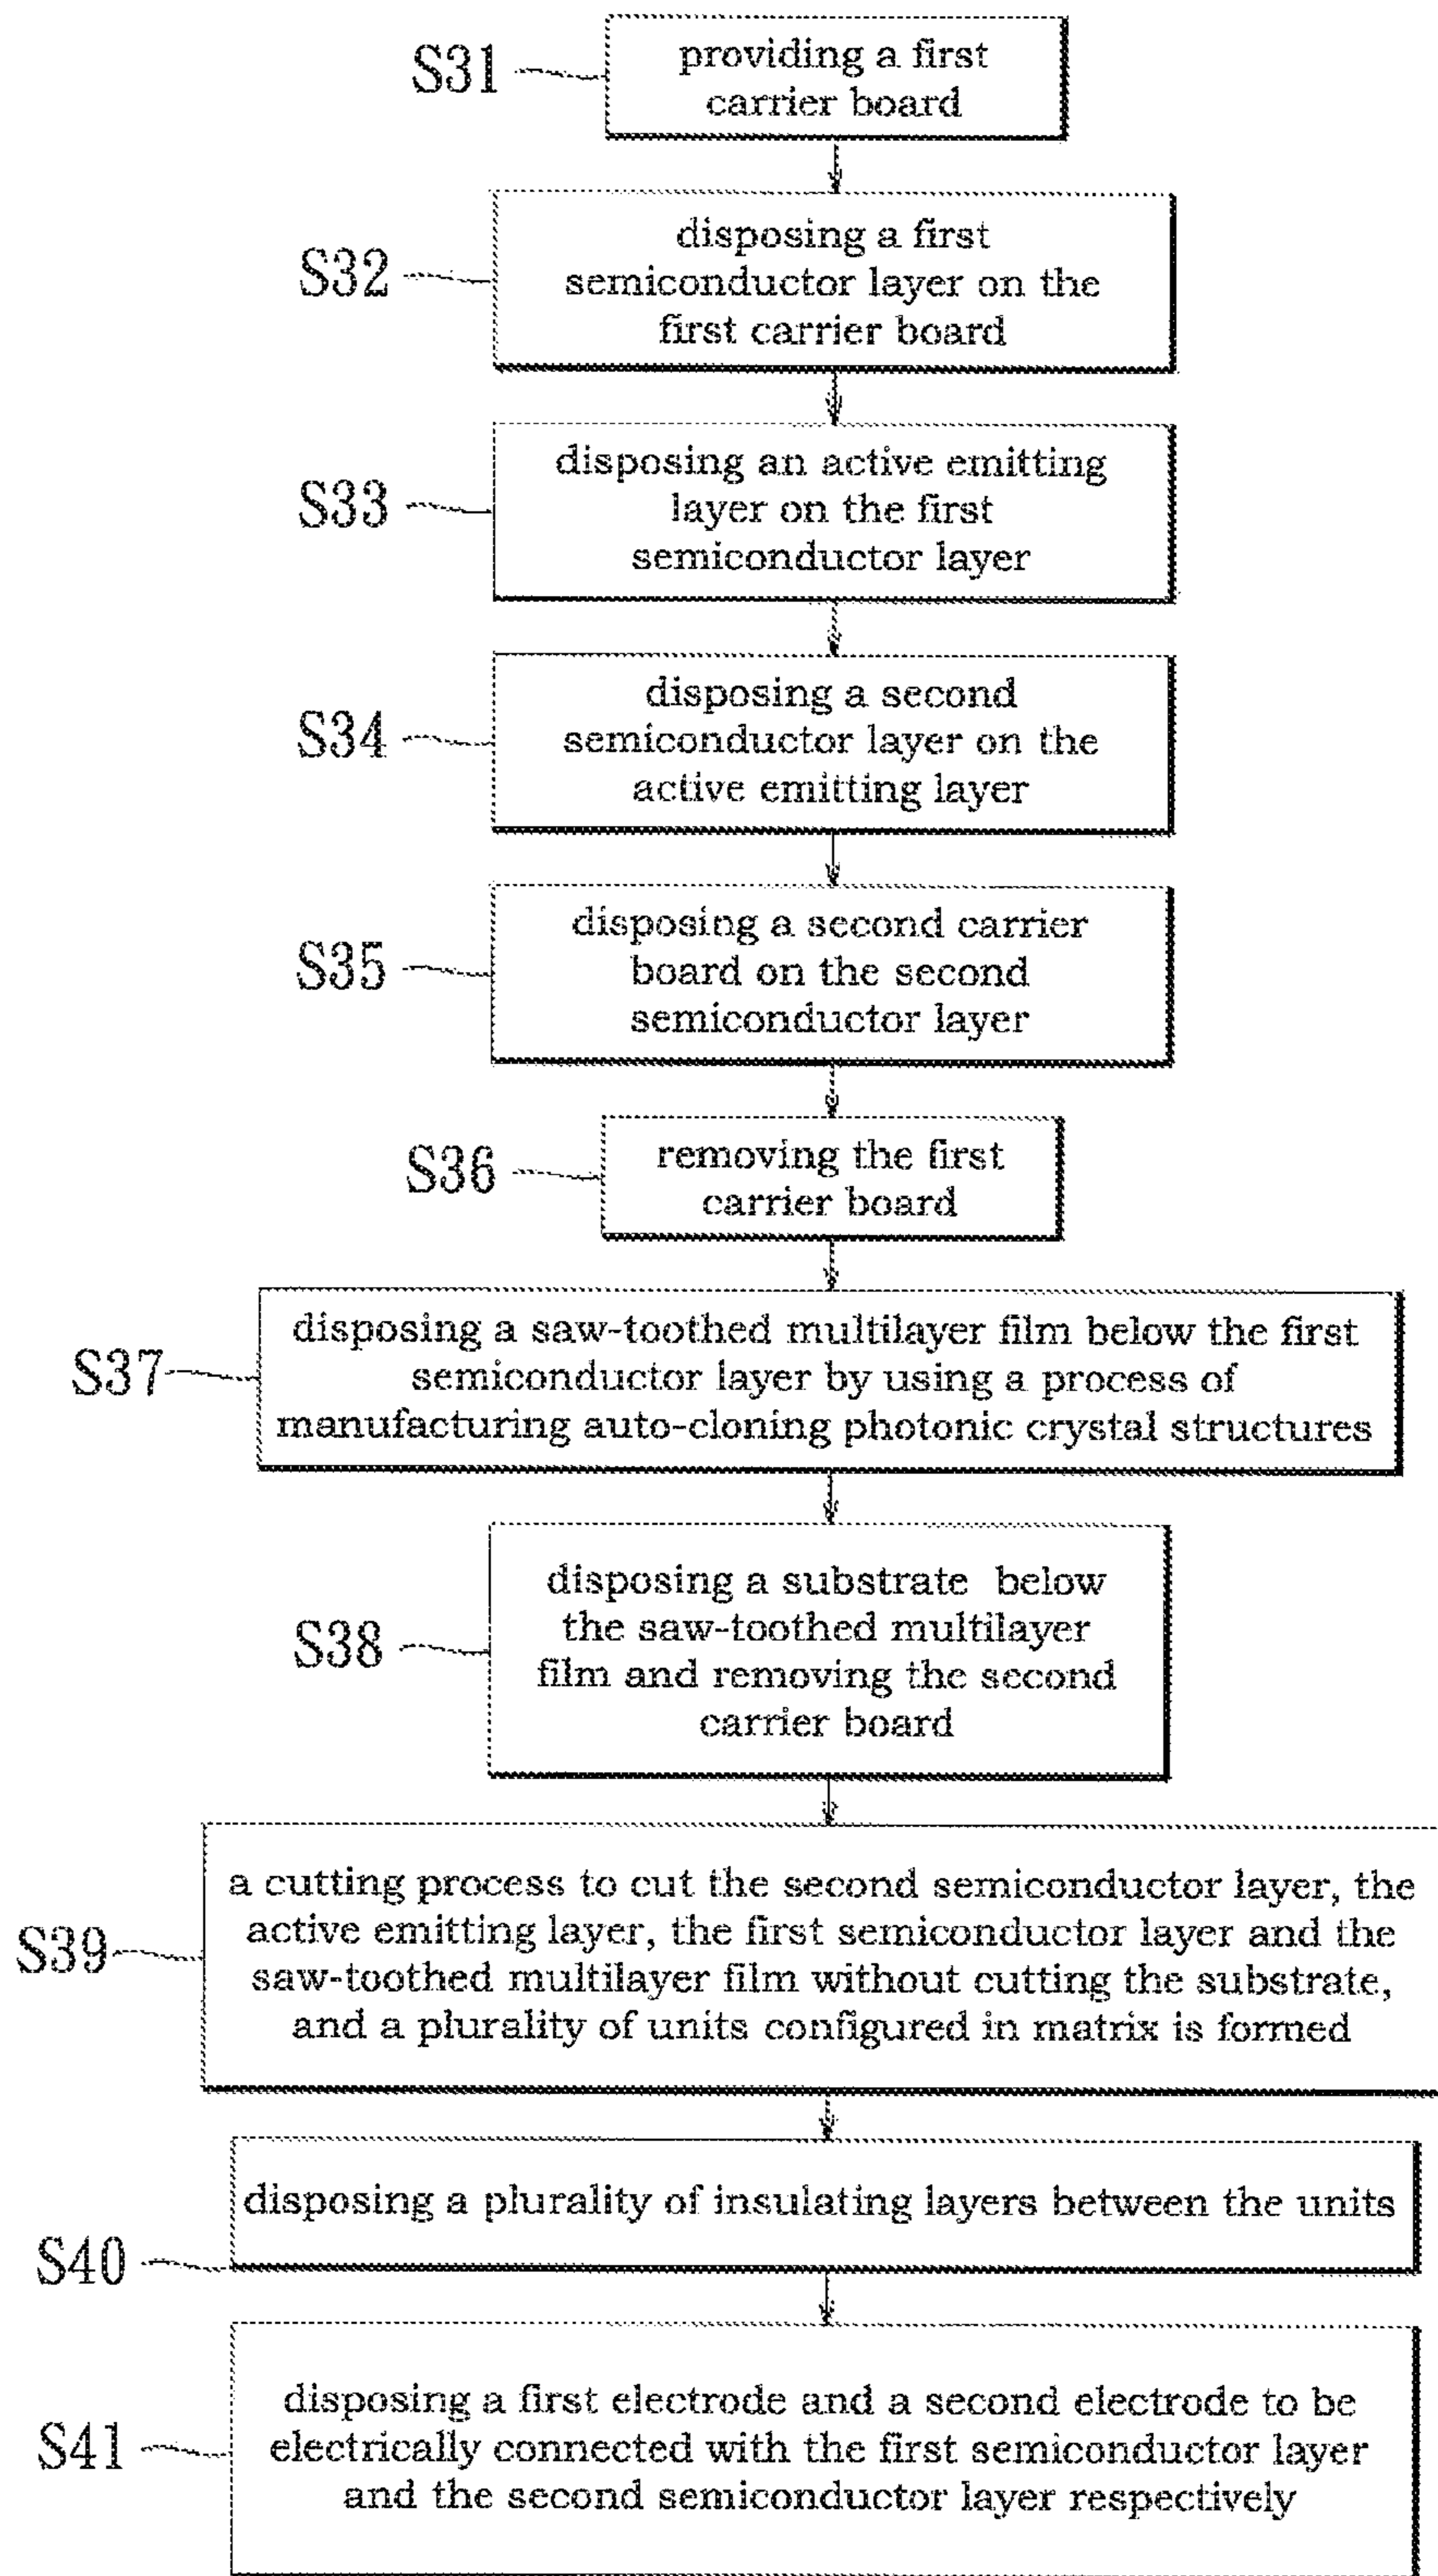 S31
providing a first
carrier board
S32
disposing a first
semiconductor layer on the
first carrier board
S33
disposing an active emitting
layer on the first
semiconductor layer
S34
disposing a second
semiconductor layer on the
active emitting layer
S35
disposing a second carrier
board on the second
semiconductor layer
S36
removing the first
carrier board
S37
disposing a saw-toothed multilayer film below the first
semiconductor layer by using a process of
manufacturing auto-cloning photonic crystal structures
S38
disposing a substrate below
the saw-toothed multilayer
film and removing the second
carrier board
S39
a cutting process to cut the second semiconductor layer, the
active emitting layer, the first semiconductor layer and the
saw-toothed multilayer film without cutting the substrate,
and a plurality of units configured in matrix is formed
S40
disposing a plurality of insulating layers between the units
S41
disposing a first electrode and a second electrode to be
electrically connected with the first semiconductor layer
and the second semiconductor layer respectively